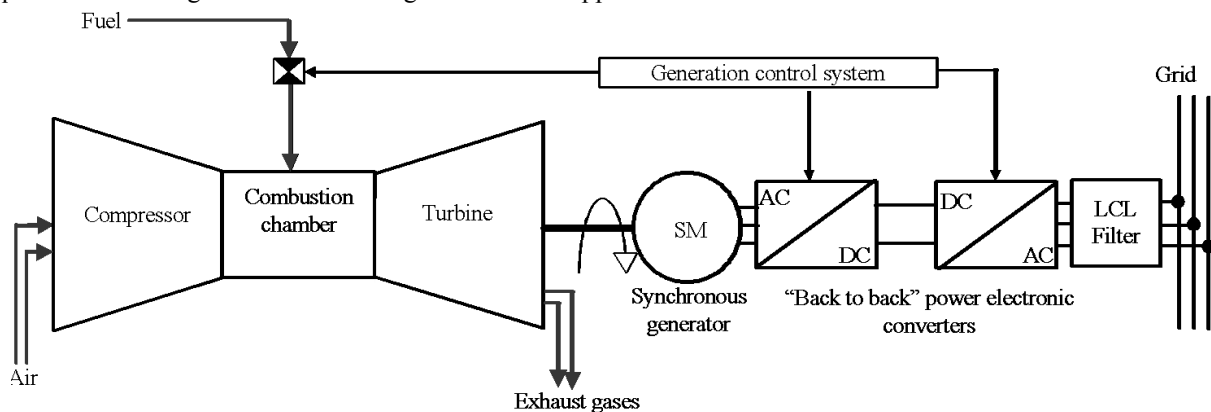 Fuel
Generation control system
Grid
Compressor
Combustion
chamber
Turbine
SM
AC
DC
DC
AC
LCL
Filter
Synchronous
generator
“Back to back” power electronic
converters
Air
Exhaust gases